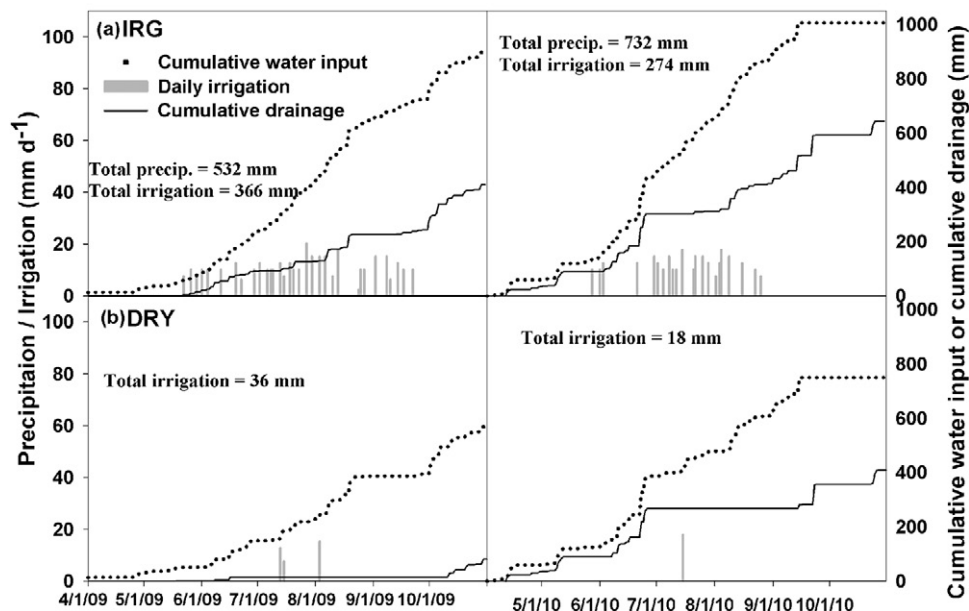 (a) IRG
Cumulative water input
Daily irrigation
Cumulative drainage
Total precip. = 532 mm
Total irrigation = 366 mm
Total precip. = 732 mm
Total irrigation = 274 mm
100
80
60
40
20
0
1000
800
600
400
200
0
(b) DRY
Total irrigation = 36 mm
Total irrigation = 18 mm
100
80
60
40
20
0
1000
800
600
400
200
0
4/1/09 5/1/09 6/1/09 7/1/09 8/1/09 9/1/09 10/1/09
5/1/10 6/1/10 7/1/10 8/1/10 9/1/10 10/1/10
Precipitaion / Irrigation (mm d⁻¹)
Cumulative water input or cumulative drainage (mm)